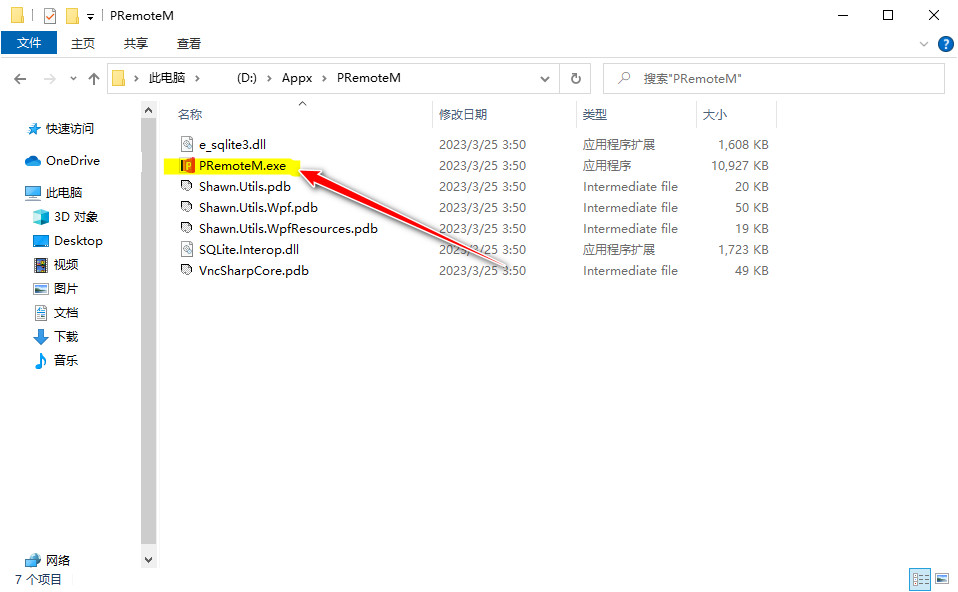 PRemoteM
文件 主页 共享 查看
此电脑 (D:) Appx PRemoteM 搜索"PRemoteM"
名称 修改日期 类型 大小
快速访问
OneDrive
此电脑
3D 对象
Desktop
视频
图片
文档
下载
音乐
网络
e_sqlite3.dll 2023/3/25 3:50 应用程序扩展 1,608 KB
PRemoteM.exe 2023/3/25 3:50 应用程序 10,927 KB
Shawn.Utils.pdb 2023/3/25 3:50 Intermediate file 20 KB
Shawn.Utils.Wpf.pdb 2023/3/25 3:50 Intermediate file 50 KB
Shawn.Utils.WpfResources.pdb 2023/3/25 3:50 Intermediate file 19 KB
SQLite.Interop.dll 2023/3/25 3:50 应用程序扩展 1,723 KB
VncSharpCore.pdb 2023/3/25 3:50 Intermediate file 49 KB
7 个项目